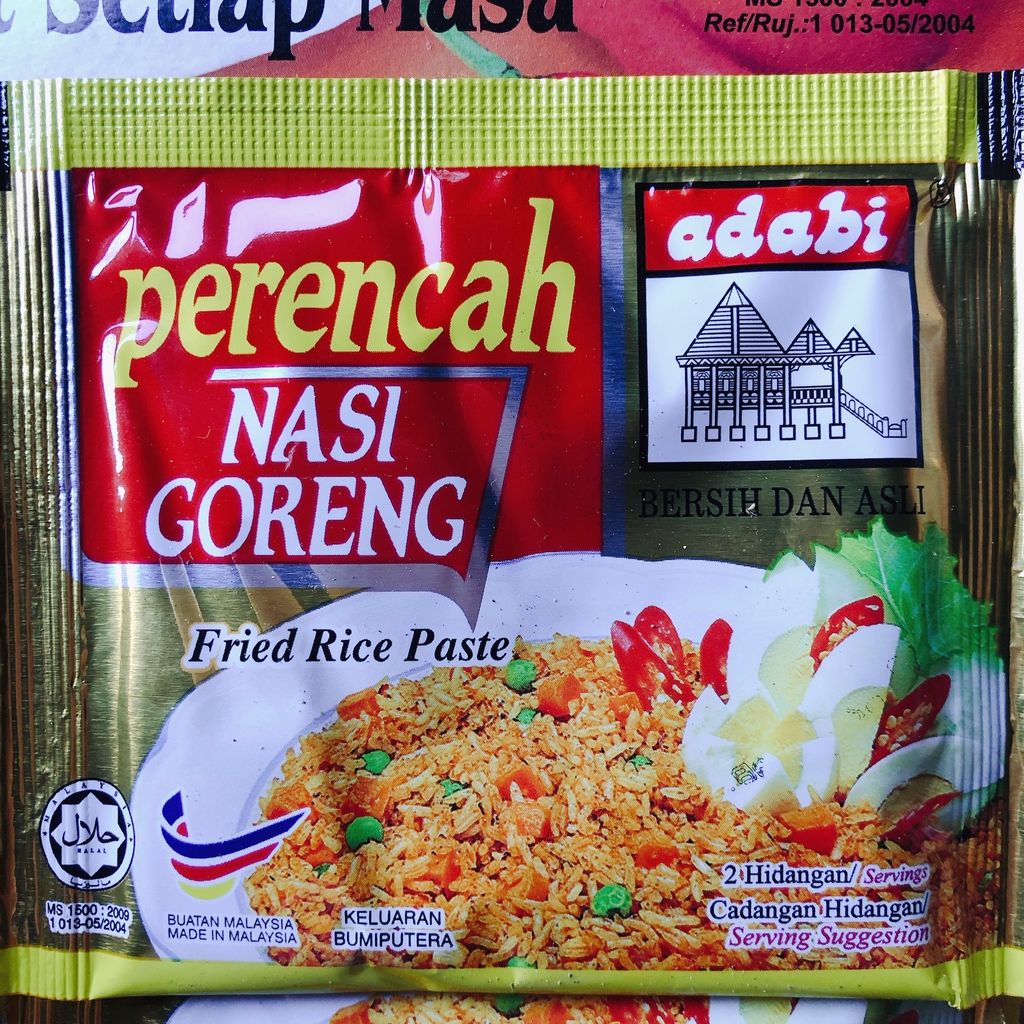 Setiap Masa
MS 1500 : 2004
Ref/Ruj.:1 013-05/2004
perencah
NASI
GORENG
adabi
BERSIH DAN ASLI
Fried Rice Paste
MALAYSIA
حلال
HALAL
ماليزيا
MS 1500 : 2009
1 013-05/2004
BUATAN MALAYSIA
MADE IN MALAYSIA
KELUARAN
BUMIPUTERA
2 Hidangan/ Servings
Cadangan Hidangan/
Serving Suggestion